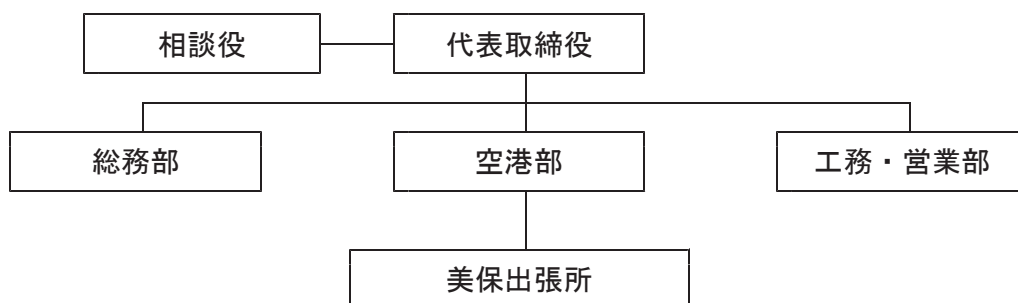 相談役
代表取締役
総務部
空港部
工務・営業部
美保出張所